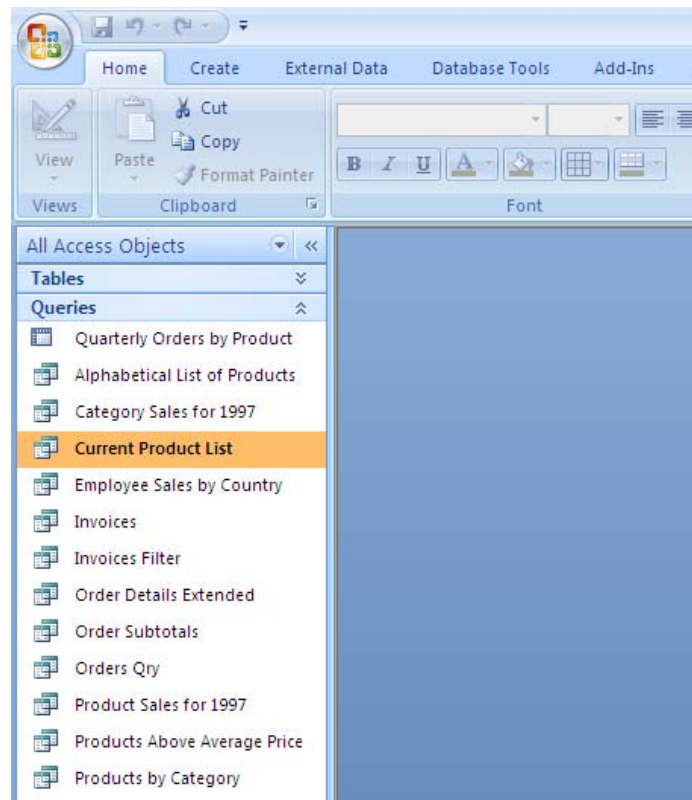 Home Create External Data Database Tools Add-Ins
View
Paste
Cut
Copy
Format Painter
B I U A
Views Clipboard Font
All Access Objects
Tables
Queries
Quarterly Orders by Product
Alphabetical List of Products
Category Sales for 1997
Current Product List
Employee Sales by Country
Invoices
Invoices Filter
Order Details Extended
Order Subtotals
Orders Qry
Product Sales for 1997
Products Above Average Price
Products by Category